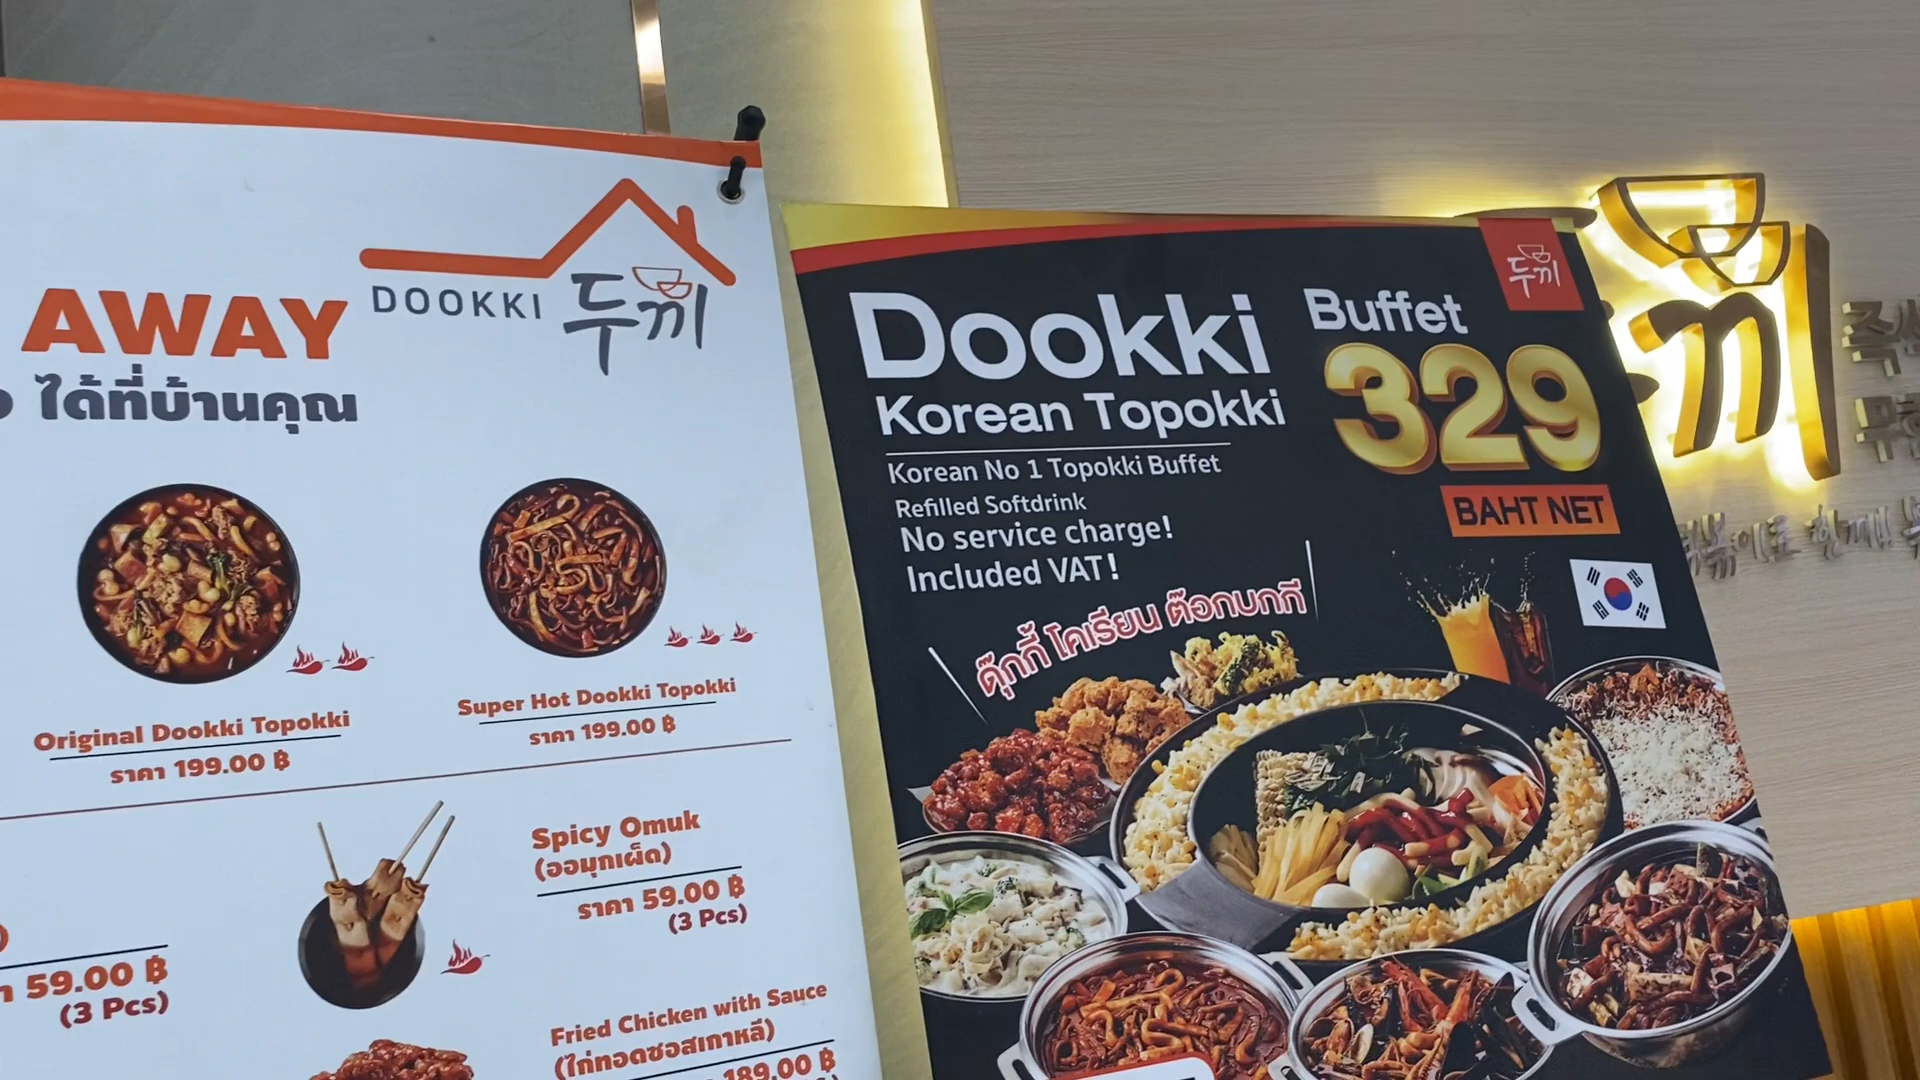 AWAY
ได้ที่บ้านคุณ
DOOKKI 두끼
Original Dookki Topokki
ราคา 199.00 ฿
Super Hot Dookki Topokki
ราคา 199.00 ฿
Spicy Omuk
(ออมุกเผ็ด)
ราคา 59.00 ฿
(3 Pcs)
59.00 ฿
(3 Pcs)
Fried Chicken with Sauce
(ไก่ทอดซอสเกาหลี)
189.00 ฿
Dookki
Korean Topokki
Korean No 1 Topokki Buffet
Refilled Softdrink
No service charge!
Included VAT!
Buffet
329
BAHT NET
두끼
ดุ๊กกี้ โคเรียน ต๊อกบกกี
끼